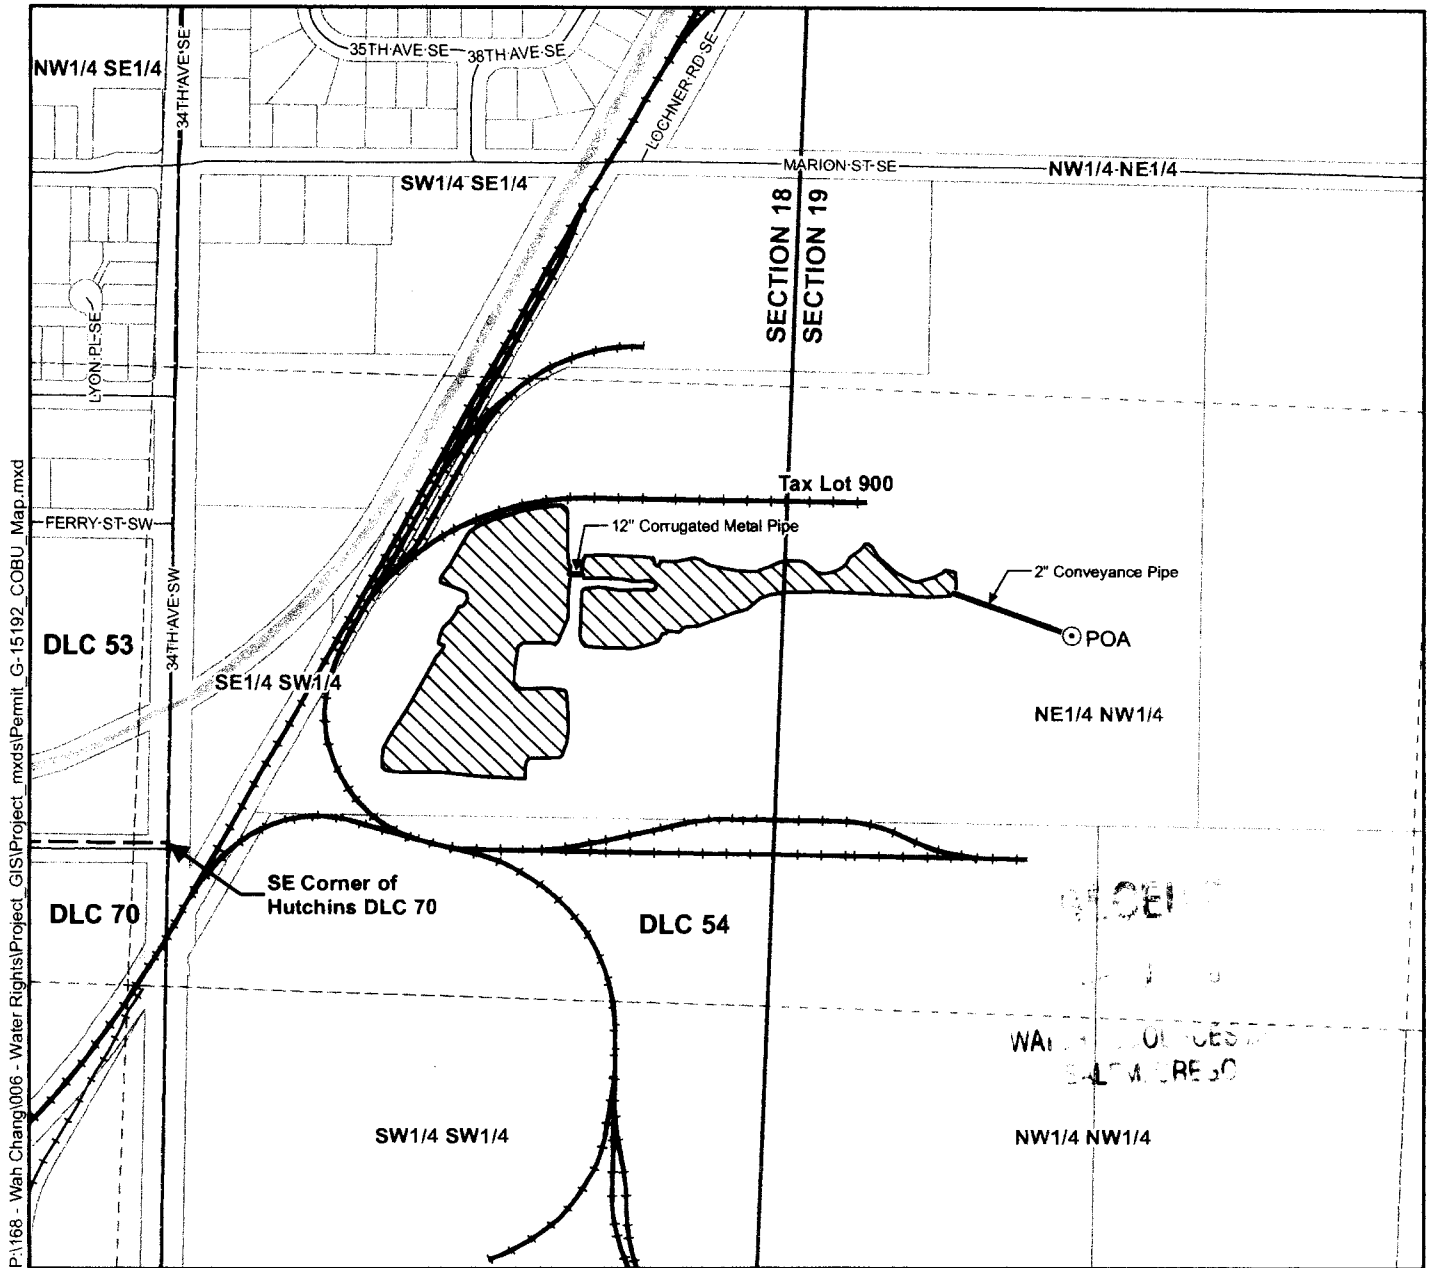 35TH AVE SE
38TH AVE SE
NW1/4 SE1/4
34TH AVE SE
LOCHNER RD SE
MARION ST SE
NW1/4 NE1/4
SW1/4 SE1/4
SECTION 18
SECTION 19
LYON PL SE
Tax Lot 900
FERRY ST SW
12" Corrugated Metal Pipe
2" Conveyance Pipe
34TH AVE SW
DLC 53
POA
SE1/4 SW1/4
NE1/4 NW1/4
SE Corner of
Hutchins DLC 70
DLC 70
DLC 54
SW1/4 SW1/4
NW1/4 NW1/4
P:\168 - Wah Chang\006 - Water Rights\Project_GIS\Project_mxds\Permit_G-15192_COBU_Map.mxd